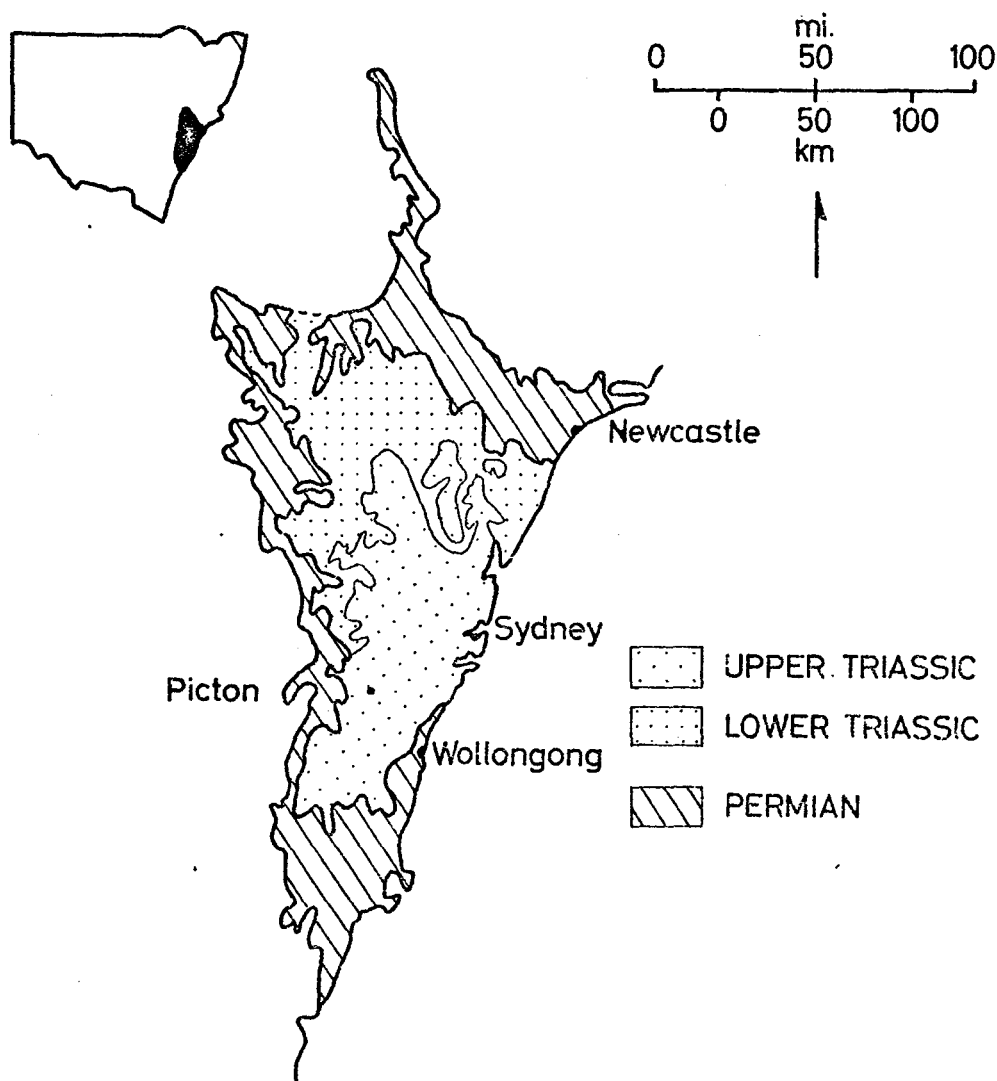 mi.
0 50 100
0 50 100
km
Newcastle
Sydney
Picton
Wollongong
UPPER. TRIASSIC
LOWER TRIASSIC
PERMIAN